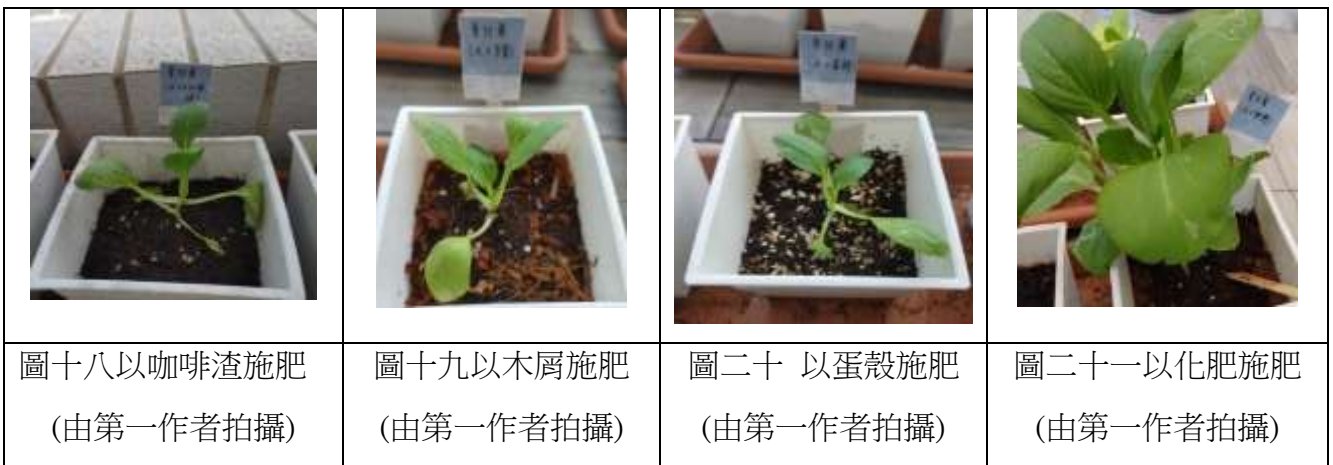 圖十八以咖啡渣施肥
(由第一作者拍攝)
圖十九以木屑施肥
(由第一作者拍攝)
圖二十 以蛋殼施肥
(由第一作者拍攝)
圖二十一以化肥施肥
(由第一作者拍攝)